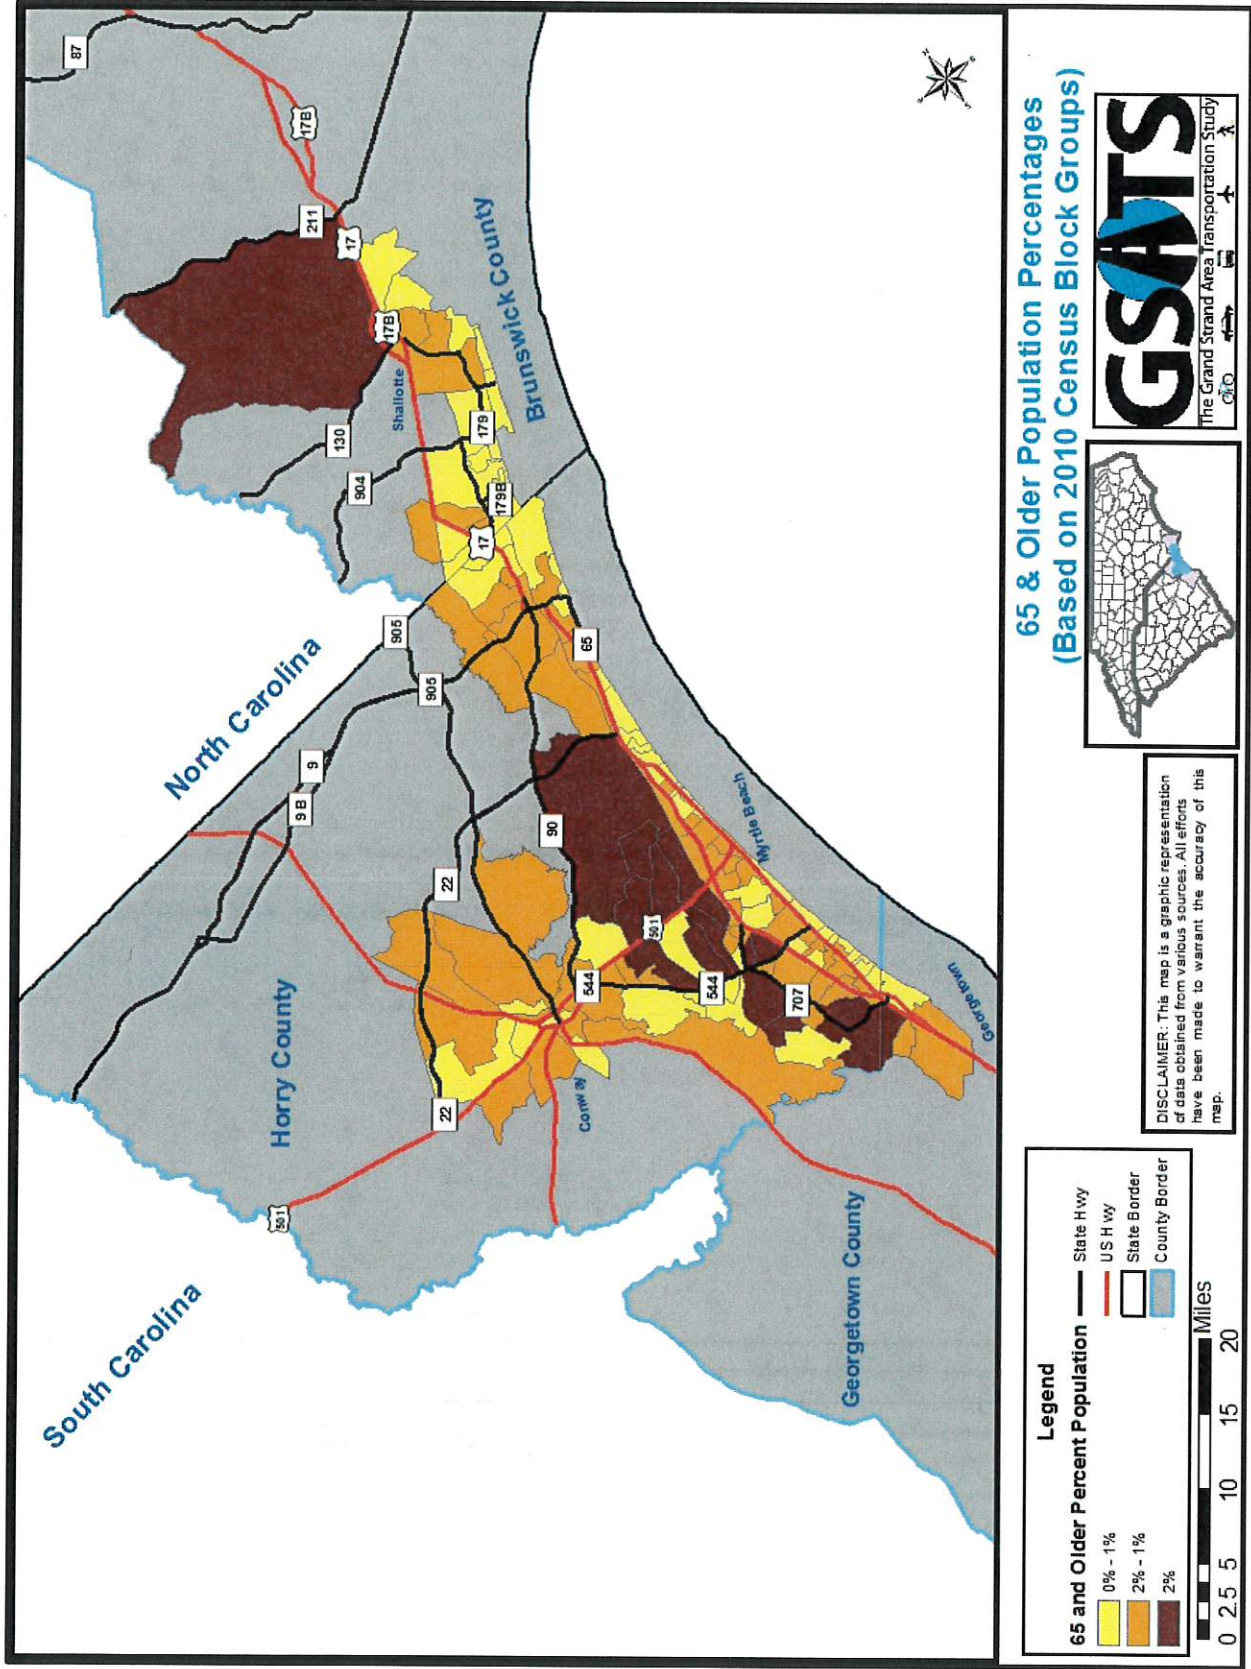 South Carolina
North Carolina
Horry County
Georgetown County
Brunswick County
Conway
Myrtle Beach
Georgetown
Shallotte
87
17B
211
17
17B
130
904
179
179B
17
905
905
65
9
9 B
90
22
22
501
501
544
544
707
65 & Older Population Percentages
(Based on 2010 Census Block Groups)
Legend
65 and Older Percent Population
0% - 1%
2% - 1%
2%
State Hwy
US Hwy
State Border
County Border
0 2.5 5 10 15 20
Miles
DISCLAIMER: This map is a graphic representation
of data obtained from various sources. All efforts
have been made to warrant the accuracy of this
map.
GSATS
The Grand Strand Area Transportation Study